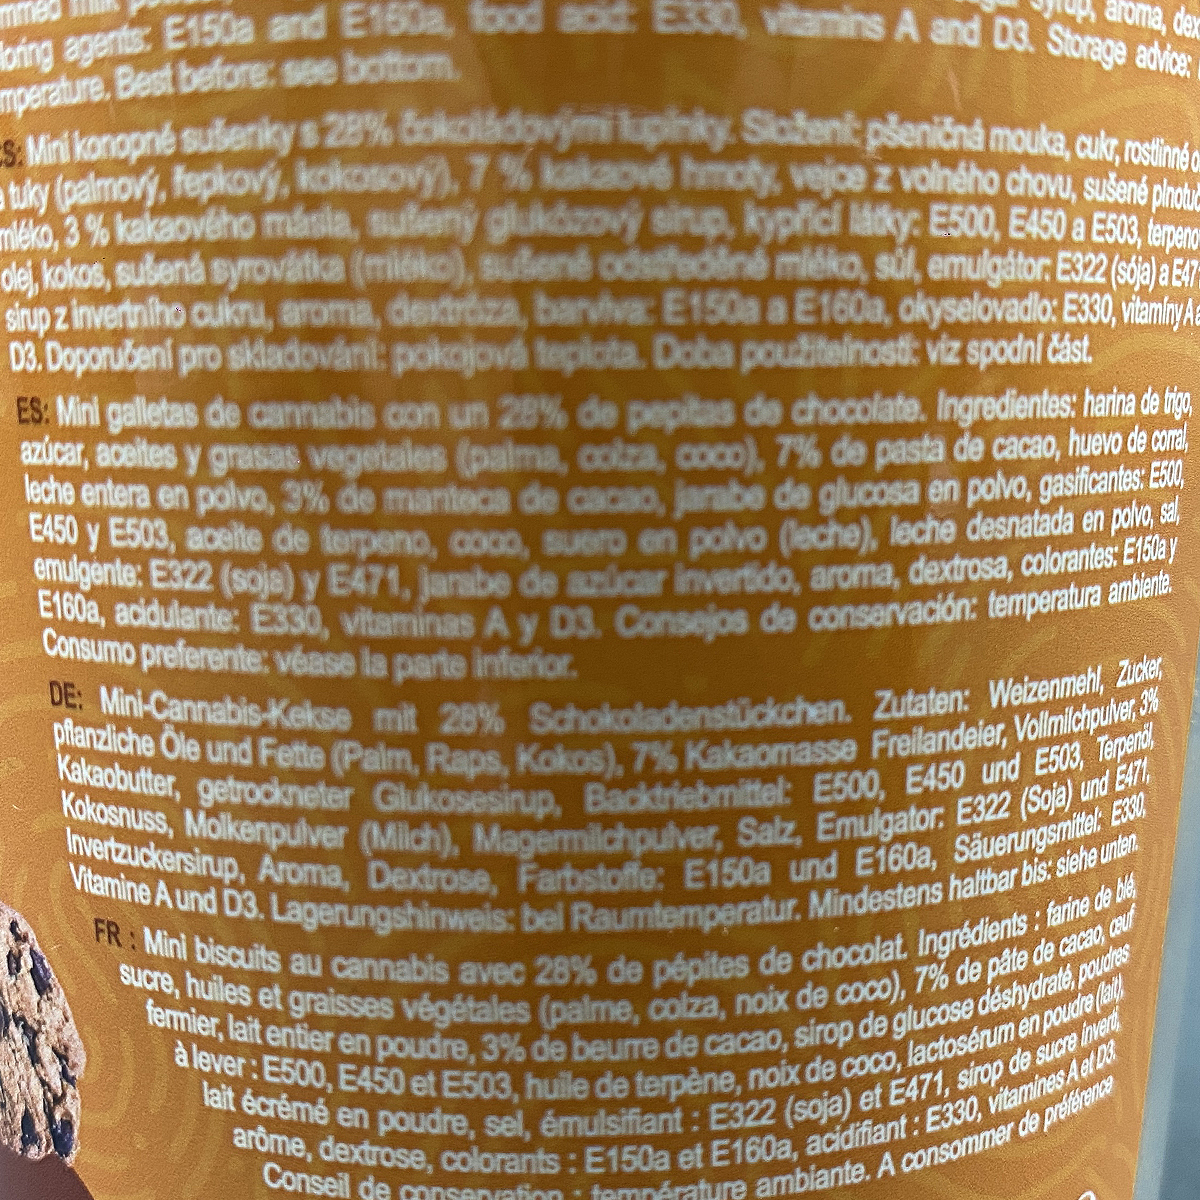 mmed milk
syrup, aroma, dex
loring agents: E150a and E160a, food acid: E330, vitamins A and D3. Storage advice:
mperature. Best before: see bottom.
CS: Mini konopné sušenky s 28% čokoládovými lupínky. Složení: pšeničná mouka, cukr, rostlinné o
a tuky (palmový, řepkový, kokosový), 7 % kakaové hmoty, vejce z volného chovu, sušené plnotuč
mléko, 3 % kakaového másla, sušený glukózový sirup, kypřící látky: E500, E450 a E503, terpeno
olej, kokos, sušená syrovátka (mléko), sušené odstředěné mléko, sůl, emulgátor: E322 (sója) a E47
sirup z invertního cukru, aroma, dextróza, barviva: E150a a E160a, okyselovadlo: E330, vitamíny A a
D3. Doporučení pro skladování: pokojová teplota. Doba použitelnosti: viz spodní část.
ES: Mini galletas de cannabis con un 28% de pepitas de chocolate. Ingredientes: harina de trigo,
azúcar, aceites y grasas vegetales (palma, colza, coco), 7% de pasta de cacao, huevo de corral,
leche entera en polvo, 3% de manteca de cacao, jarabe de glucosa en polvo, gasificantes: E500,
E450 y E503, aceite de terpeno, coco, suero en polvo (leche), leche desnatada en polvo, sal,
emulgente: E322 (soja) y E471, jarabe de azúcar invertido, aroma, dextrosa, colorantes: E150a y
E160a, acidulante: E330, vitaminas A y D3. Consejos de conservación: temperatura ambiente.
Consumo preferente: véase la parte inferior.
DE: Mini-Cannabis-Kekse mit 28% Schokoladenstückchen. Zutaten: Weizenmehl, Zucker,
pflanzliche Öle und Fette (Palm, Raps, Kokos), 7% Kakaomasse Freilandeier, Vollmilchpulver, 3%
Kakaobutter, getrockneter Glukosesirup, Backtriebmittel: E500, E450 und E503, Terpenöl,
Kokosnuss, Molkenpulver (Milch), Magermilchpulver, Salz, Emulgator: E322 (Soja) und E471,
Invertzuckersirup, Aroma, Dextrose, Farbstoffe: E150a und E160a, Säuerungsmittel: E330,
Vitamine A und D3. Lagerungshinweis: bei Raumtemperatur. Mindestens haltbar bis: siehe unten.
FR : Mini biscuits au cannabis avec 28% de pépites de chocolat. Ingrédients : farine de blé,
sucre, huiles et graisses végétales (palme, colza, noix de coco), 7% de pâte de cacao, œuf
fermier, lait entier en poudre, 3% de beurre de cacao, sirop de glucose déshydraté, poudres
à lever : E500, E450 et E503, huile de terpène, noix de coco, lactosérum en poudre (lait),
lait écrémé en poudre, sel, émulsifiant : E322 (soja) et E471, sirop de sucre inverti,
arôme, dextrose, colorants : E150a et E160a, acidifiant : E330, vitamines A et D3.
Conseil de conservation : température ambiante. A consommer de préférence